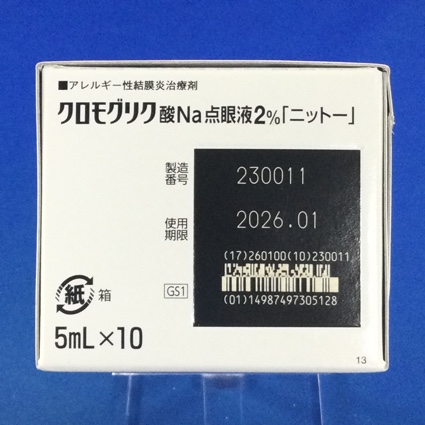 ■アレルギー性結膜炎治療剤
クロモグリク酸Na点眼液2%「ニットー」
製造番号 230011
使用期限 2026.01
(17)260100(10)230011
紙 箱
GS1
(01)14987497305128
5mL×10
13